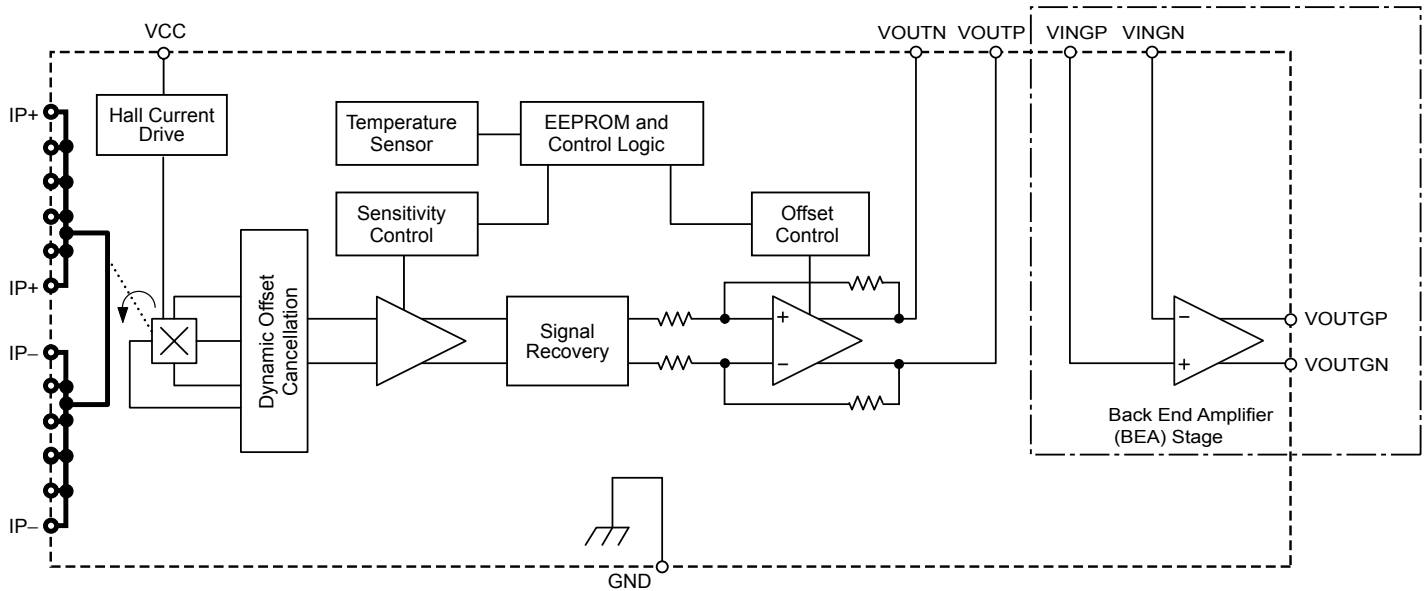 VCC
VOUTN VOUTP VINGP VINGN
IP+
Hall Current
Drive
Temperature
Sensor
EEPROM and
Control Logic
Sensitivity
Control
Offset
Control
IP+
Dynamic Offset
Cancellation
Signal
Recovery
+
–
–
+
VOUTGP
VOUTGN
IP–
Back End Amplifier
(BEA) Stage
IP–
GND